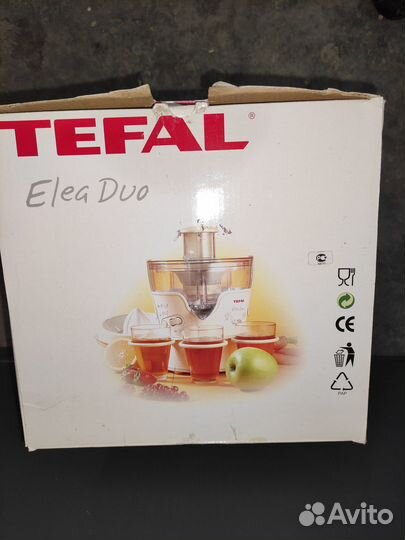 TEFAL®
Elea Duo
TEFAL
CE
PAP
Avito